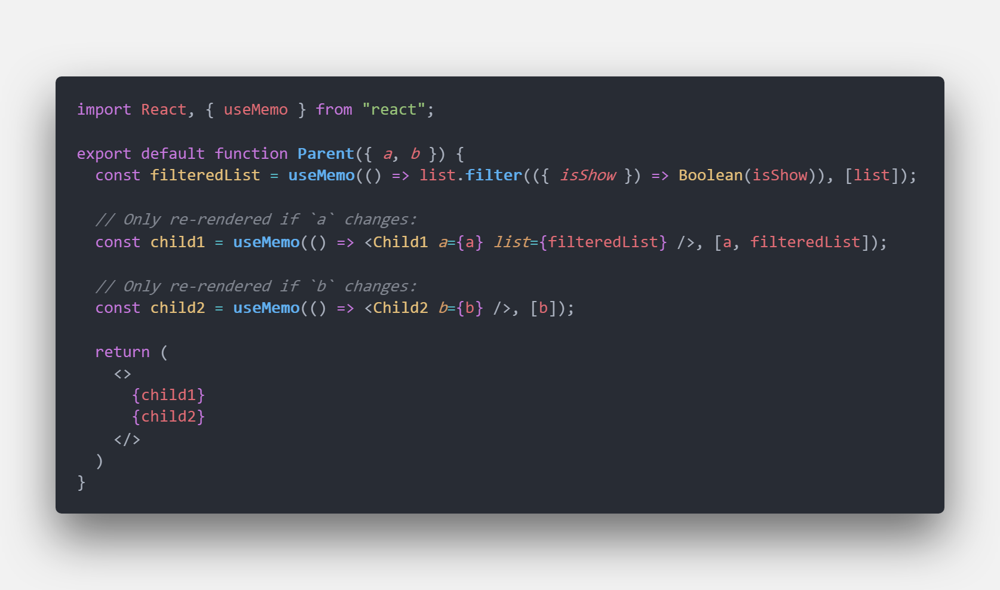 import React, { useMemo } from "react";

export default function Parent({ a, b }) {
  const filteredList = useMemo(() => list.filter(({ isShow }) => Boolean(isShow)), [list]);

  // Only re-rendered if `a` changes:
  const child1 = useMemo(() => <Child1 a={a} list={filteredList} />, [a, filteredList]);

  // Only re-rendered if `b` changes:
  const child2 = useMemo(() => <Child2 b={b} />, [b]);

  return (
    <>
      {child1}
      {child2}
    </>
  )
}